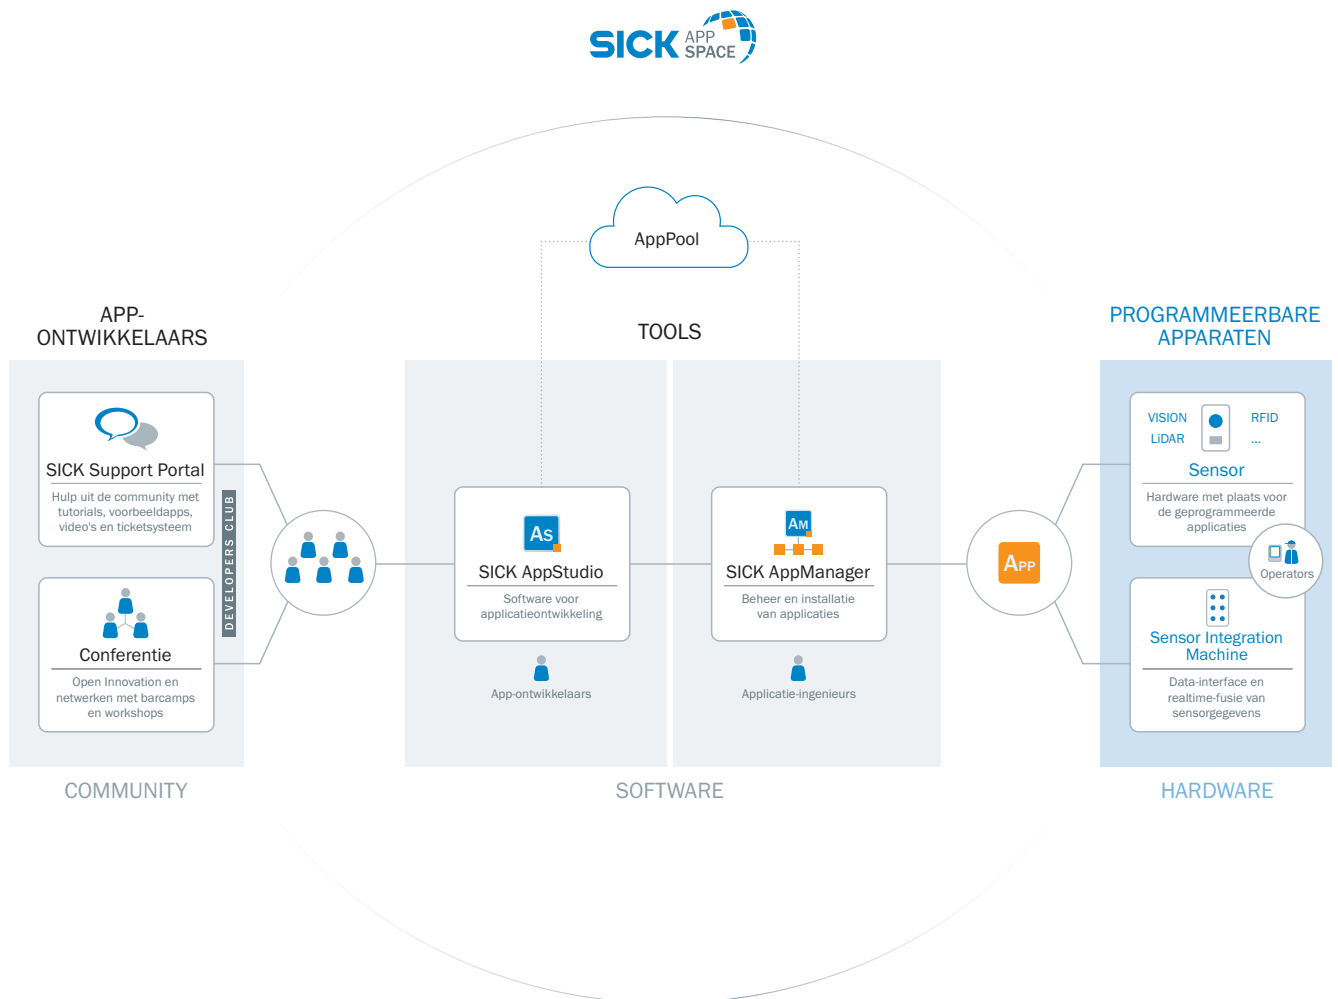 SICK APP
SPACE
AppPool
APP-
ONTWIKKELAARS
TOOLS
PROGRAMMEERBARE
APPARATEN
SICK Support Portal
Hulp uit de community met
tutorials, voorbeeldapps,
video's en ticketsysteem
DEVELOPERS CLUB
Conferentie
Open Innovation en
netwerken met barcamps
en workshops
As
SICK AppStudio
Software voor
applicatieontwikkeling
App-ontwikkelaars
AM
SICK AppManager
Beheer en installatie
van applicaties
Applicatie-ingenieurs
APP
VISION
RFID
LiDAR
...
Sensor
Hardware met plaats voor
de geprogrammeerde
applicaties
Operators
Sensor Integration
Machine
Data-interface en
realtime-fusie van
sensorgegevens
COMMUNITY
SOFTWARE
HARDWARE